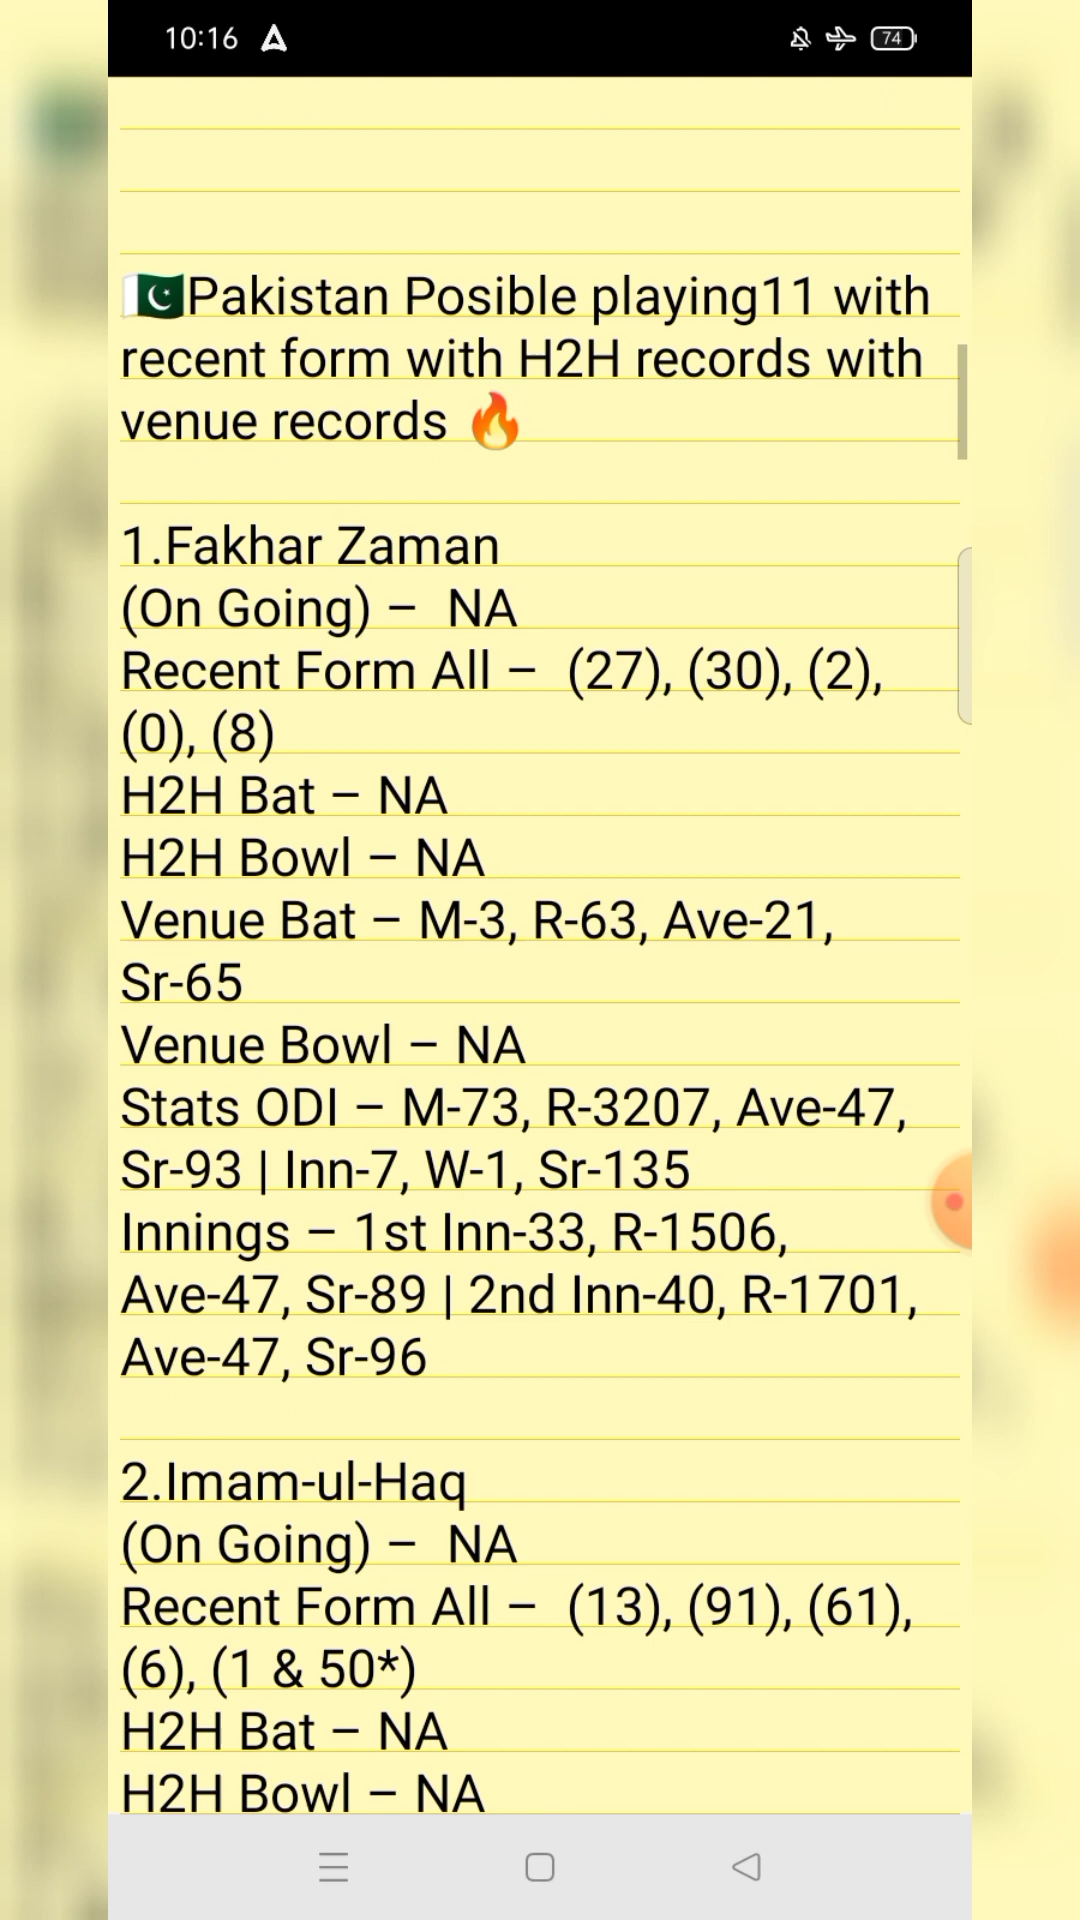 10:16
74
🇵🇰Pakistan Posible playing11 with
recent form with H2H records with
venue records 🔥
1.Fakhar Zaman
(On Going) – NA
Recent Form All – (27), (30), (2),
(0), (8)
H2H Bat – NA
H2H Bowl – NA
Venue Bat – M-3, R-63, Ave-21,
Sr-65
Venue Bowl – NA
Stats ODI – M-73, R-3207, Ave-47,
Sr-93 | Inn-7, W-1, Sr-135
Innings – 1st Inn-33, R-1506,
Ave-47, Sr-89 | 2nd Inn-40, R-1701,
Ave-47, Sr-96
2.Imam-ul-Haq
(On Going) – NA
Recent Form All – (13), (91), (61),
(6), (1 & 50*)
H2H Bat – NA
H2H Bowl – NA